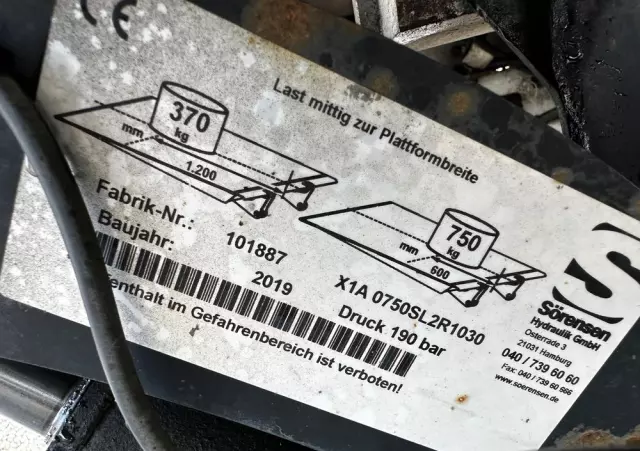 CE
Last mittig zur Plattformbreite
370
kg
mm
1.200
750
kg
mm
600
Fabrik-Nr.: 101887
Baujahr: 2019
X1A 0750SL2R1030
Druck 190 bar
enthalt im Gefahrenbereich ist verboten!
S
Sörensen
Hydraulik GmbH
Osterrade 3
21031 Hamburg
040 / 739 60 60
Fax: 040 / 739 60 666
www.soerensen.de